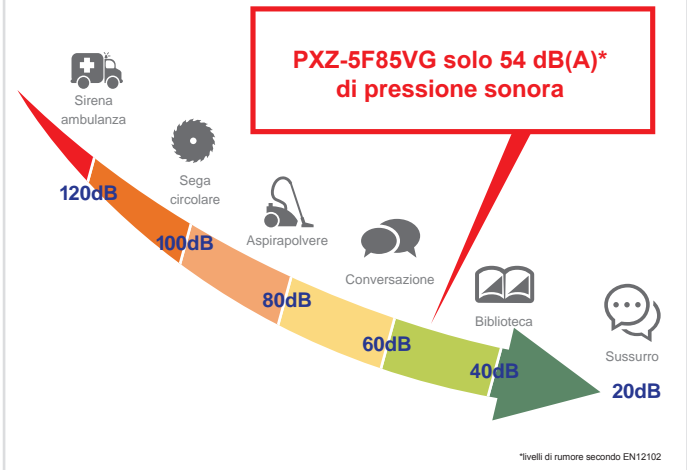 PXZ-5F85VG solo 54 dB(A)*
di pressione sonora
Sirena
ambulanza
120dB
Sega
circolare
100dB
Aspirapolvere
80dB
Conversazione
60dB
Biblioteca
40dB
Sussurro
20dB
*livelli di rumore secondo EN12102